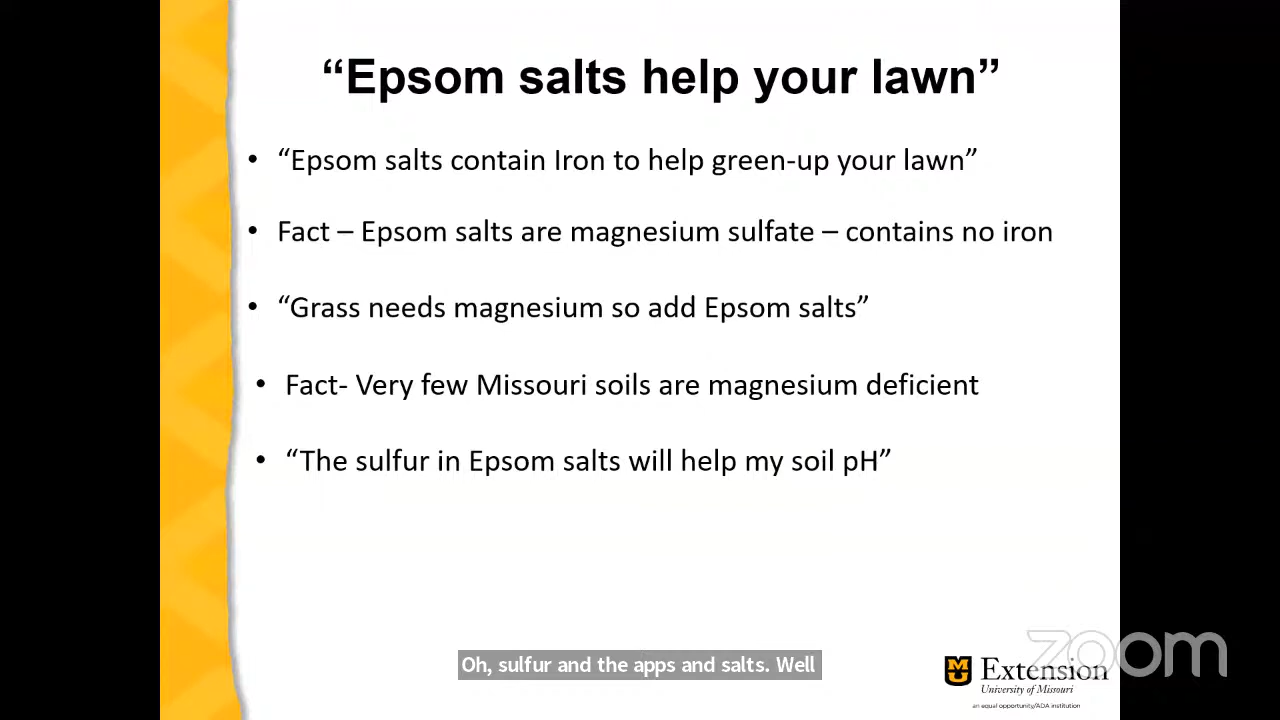 “Epsom salts help your lawn”
• “Epsom salts contain Iron to help green-up your lawn”
• Fact – Epsom salts are magnesium sulfate – contains no iron
• “Grass needs magnesium so add Epsom salts”
• Fact- Very few Missouri soils are magnesium deficient
• “The sulfur in Epsom salts will help my soil pH”
Oh, sulfur and the apps and salts. Well
zoom
MU Extension
University of Missouri
an equal opportunity/ADA institution